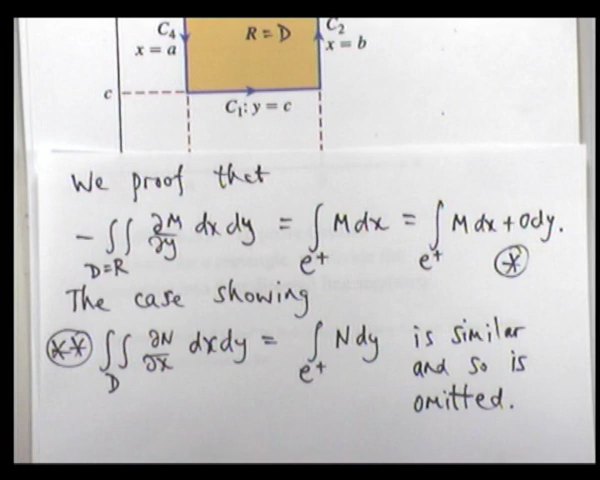 C₄
x = a
R = D
C₂
x = b
c
C₁: y = c
We proof that
- ∬ ∂M/∂y dx dy = ∫ M dx = ∫ M dx + 0 dy.
D=R e⁺ e⁺ *
The case showing
** ∬ ∂N/∂x dx dy = ∫ N dy is similar
D e⁺ and so is
omitted.